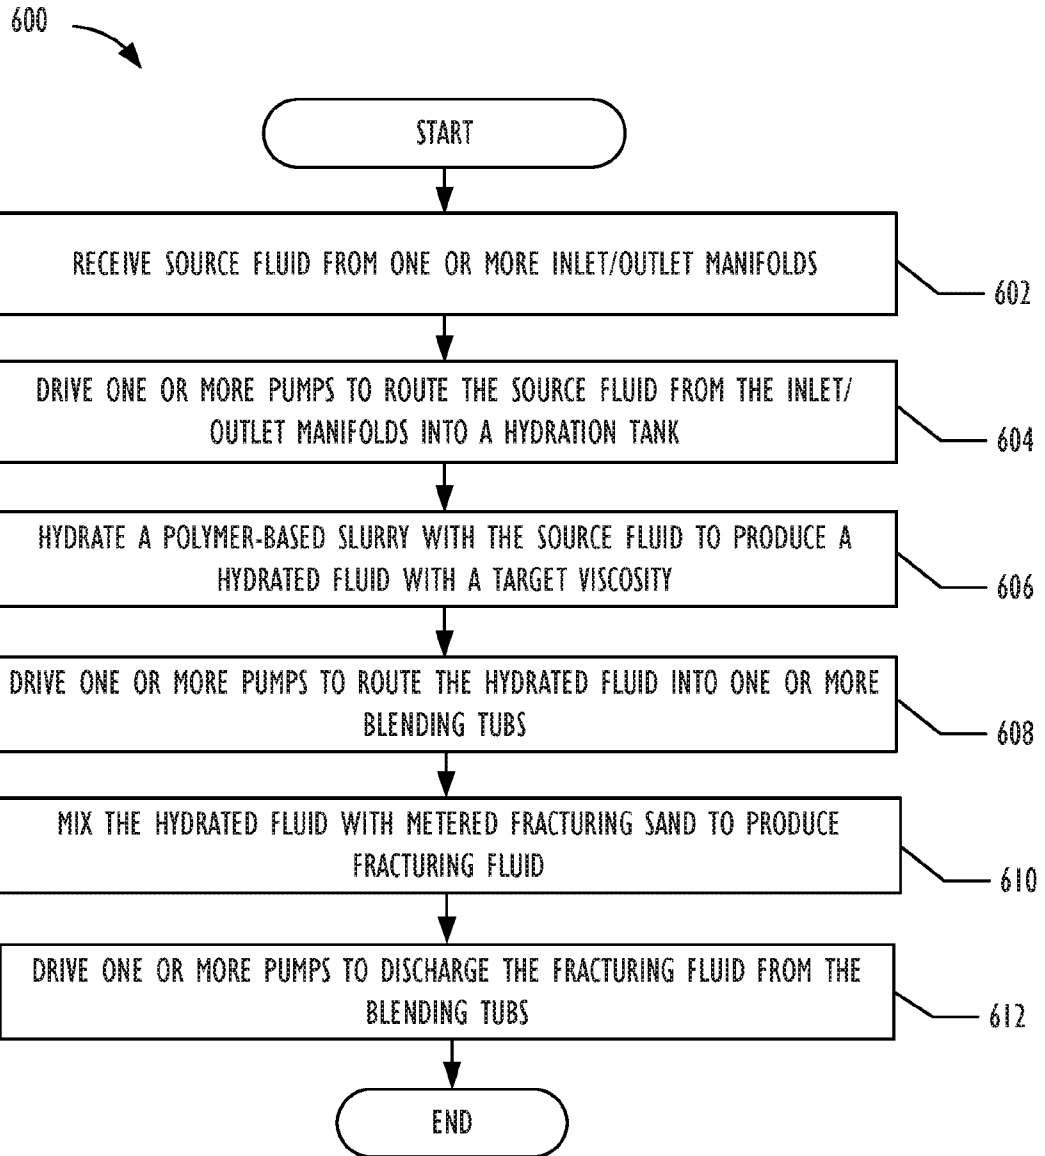 600
START
RECEIVE SOURCE FLUID FROM ONE OR MORE INLET/OUTLET MANIFOLDS
602
DRIVE ONE OR MORE PUMPS TO ROUTE THE SOURCE FLUID FROM THE INLET/
OUTLET MANIFOLDS INTO A HYDRATION TANK
604
HYDRATE A POLYMER-BASED SLURRY WITH THE SOURCE FLUID TO PRODUCE A
HYDRATED FLUID WITH A TARGET VISCOSITY
606
DRIVE ONE OR MORE PUMPS TO ROUTE THE HYDRATED FLUID INTO ONE OR MORE
BLENDING TUBS
608
MIX THE HYDRATED FLUID WITH METERED FRACTURING SAND TO PRODUCE
FRACTURING FLUID
610
DRIVE ONE OR MORE PUMPS TO DISCHARGE THE FRACTURING FLUID FROM THE
BLENDING TUBS
612
END